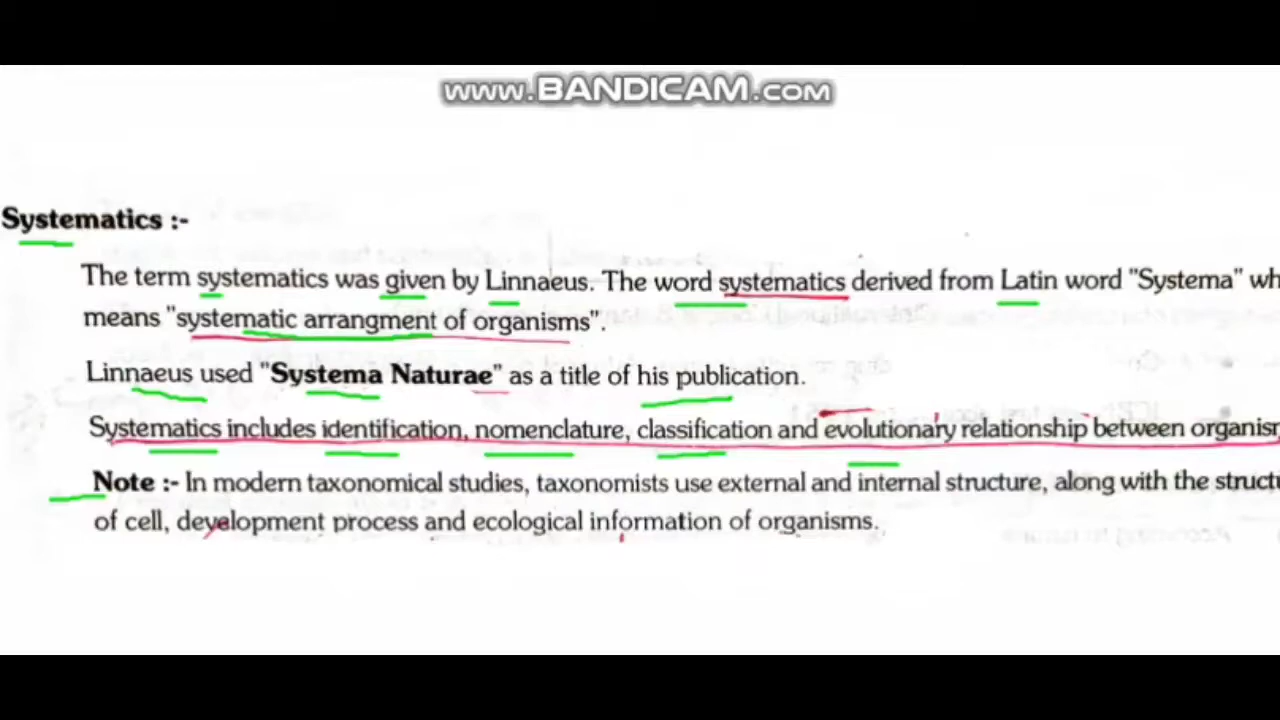 www.BANDICAM.com
Systematics :-
The term systematics was given by Linnaeus. The word systematics derived from Latin word "Systema" wh
means "systematic arrangment of organisms".
Linnaeus used "Systema Naturae" as a title of his publication.
Systematics includes identification, nomenclature, classification and evolutionary relationship between organism
Note :- In modern taxonomical studies, taxonomists use external and internal structure, along with the structu
of cell, development process and ecological information of organisms.